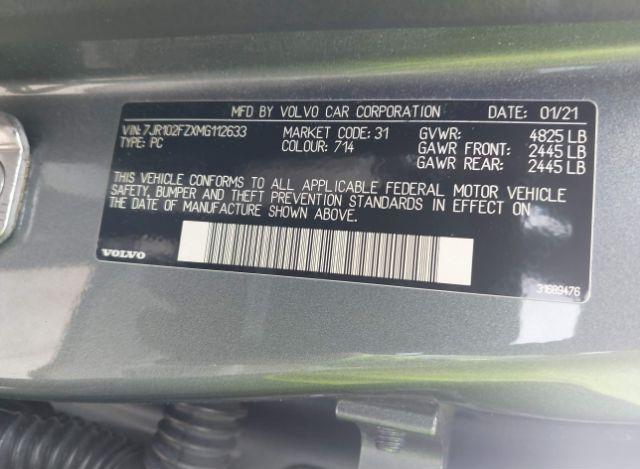 MFD BY VOLVO CAR CORPORATION DATE: 01/21
VIN: 7JR102FZXMG112633 MARKET CODE: 31 GVWR: 4825 LB
TYPE: PC COLOUR: 714 GAWR FRONT: 2445 LB
GAWR REAR: 2445 LB
THIS VEHICLE CONFORMS TO ALL APPLICABLE FEDERAL MOTOR VEHICLE
SAFETY, BUMPER AND THEFT PREVENTION STANDARDS IN EFFECT ON
THE DATE OF MANUFACTURE SHOWN ABOVE.
VOLVO 31689476